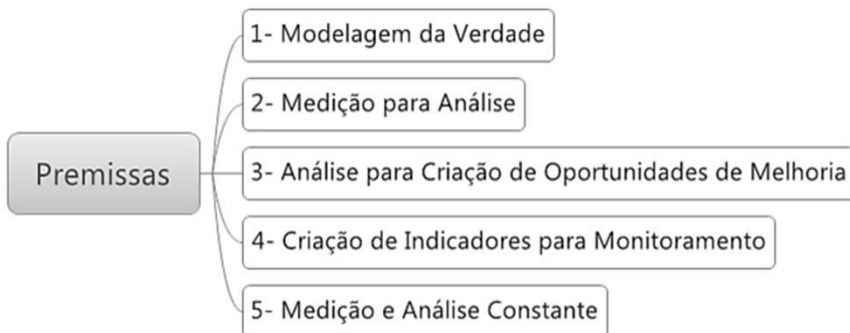 Premissas
1- Modelagem da Verdade
2- Medição para Análise
3- Análise para Criação de Oportunidades de Melhoria
4- Criação de Indicadores para Monitoramento
5- Medição e Análise Constante